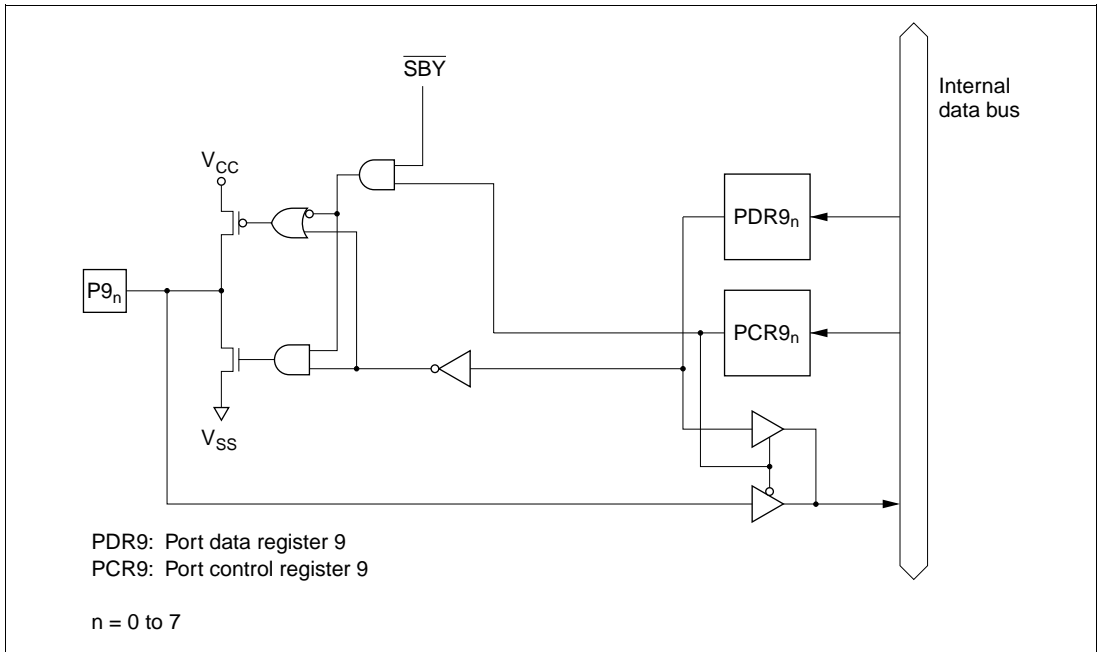 SBY
Internal
data bus
VCC
PDR9n
P9n
PCR9n
VSS
PDR9: Port data register 9
PCR9: Port control register 9
n = 0 to 7